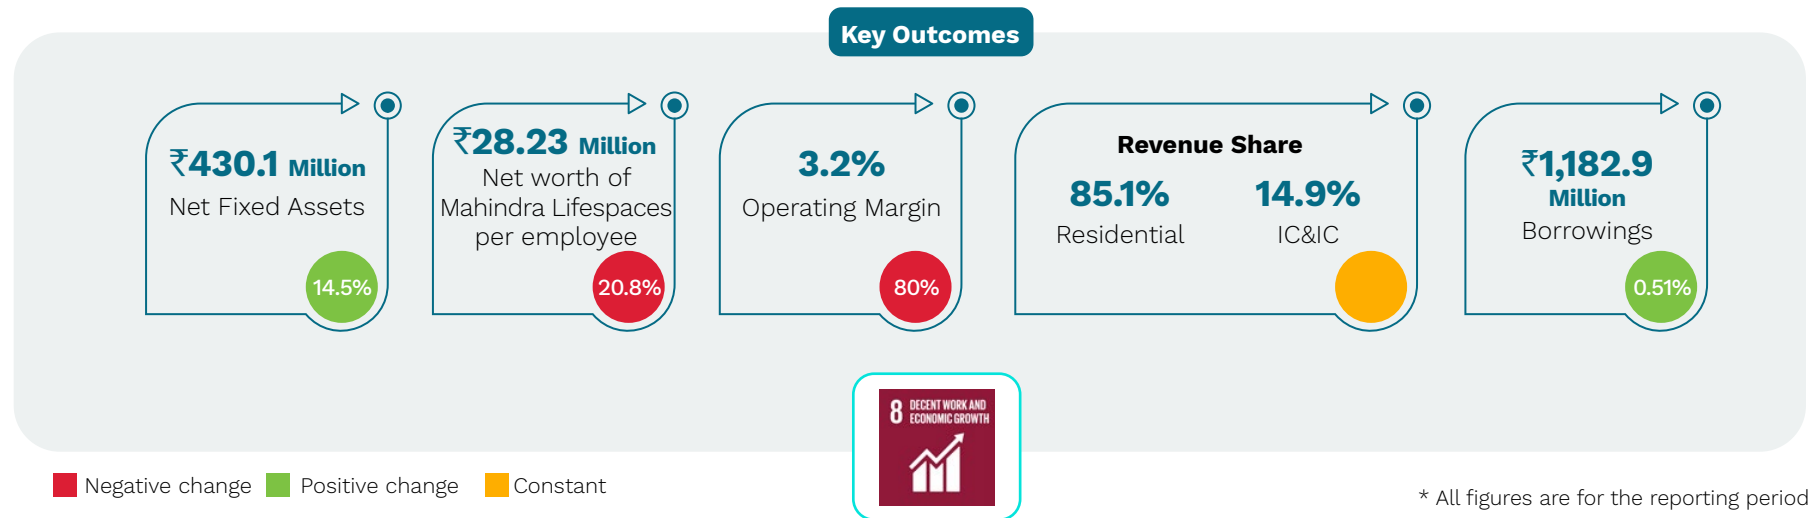 Key Outcomes
₹430.1 Million
Net Fixed Assets
14.5%
₹28.23 Million
Net worth of
Mahindra Lifespaces
per employee
20.8%
3.2%
Operating Margin
80%
Revenue Share
85.1%
Residential
14.9%
IC&IC
₹1,182.9
Million
Borrowings
0.51%
8 DECENT WORK AND
ECONOMIC GROWTH
Negative change
Positive change
Constant
* All figures are for the reporting period